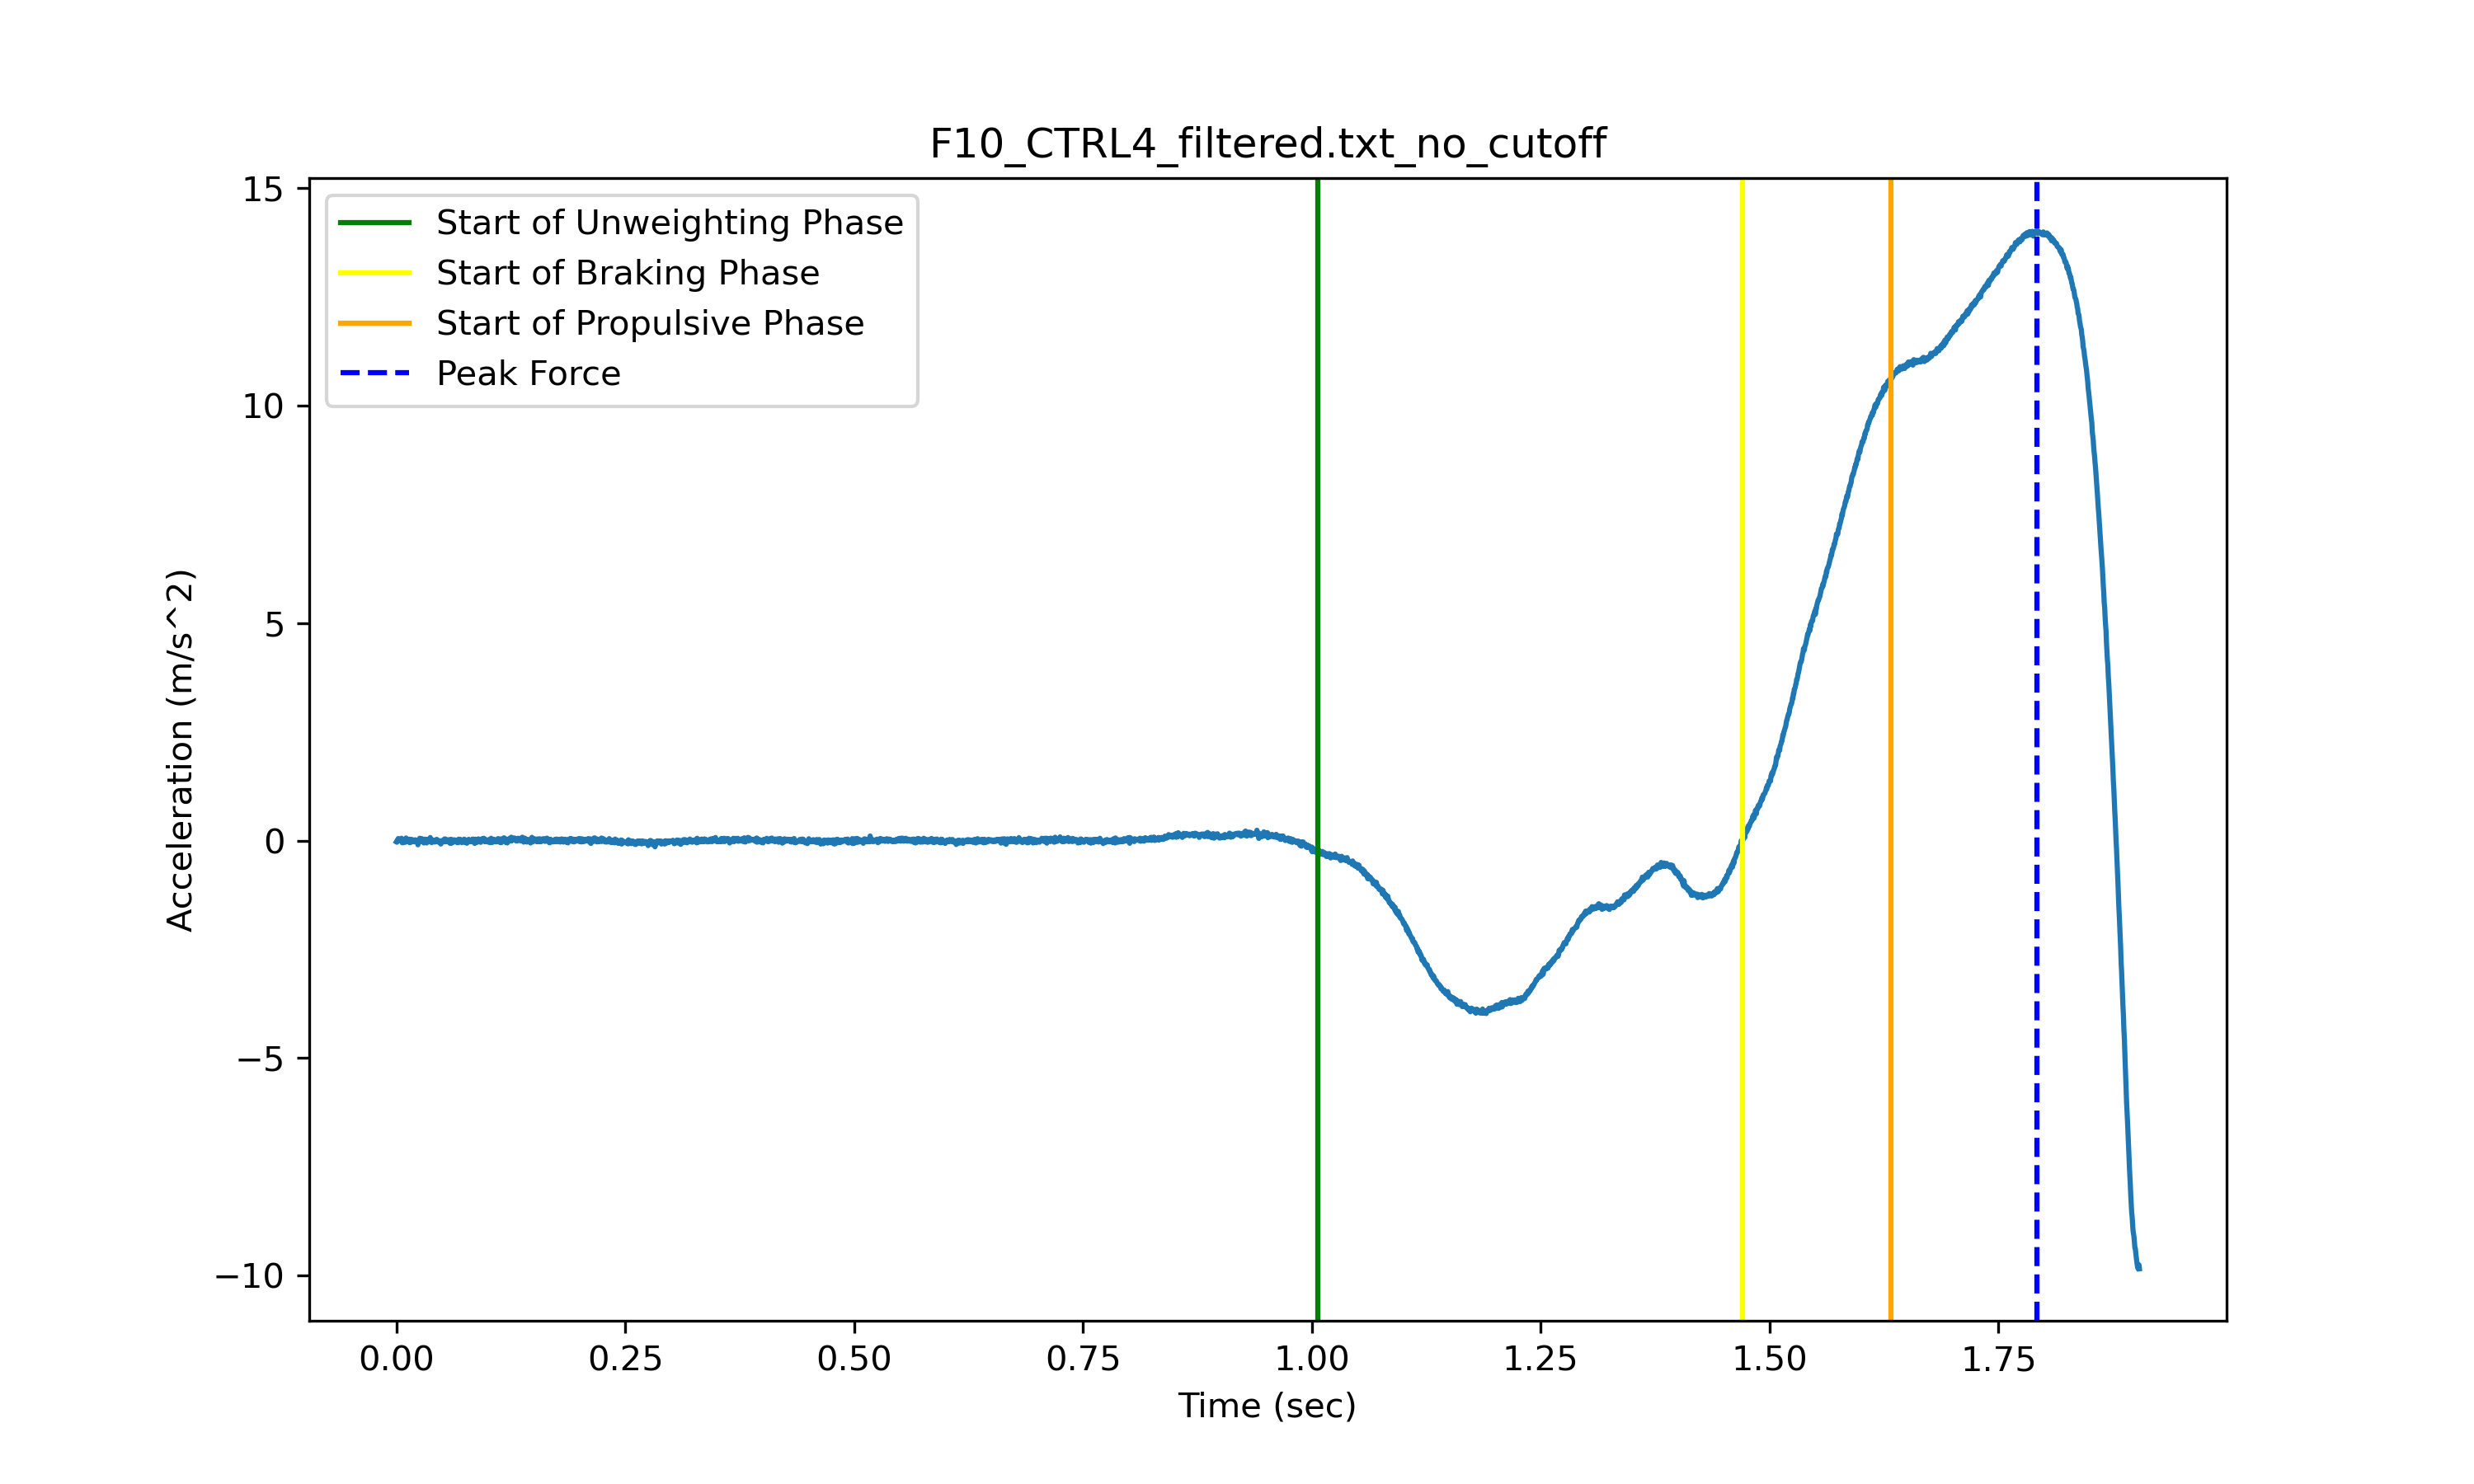 F10_CTRL4_filtered.txt_no_cutoff
Start of Unweighting Phase
Start of Braking Phase
Start of Propulsive Phase
Peak Force
15
10
5
0
−5
−10
Acceleration (m/s^2)
0.00 0.25 0.50 0.75 1.00 1.25 1.50 1.75
Time (sec)